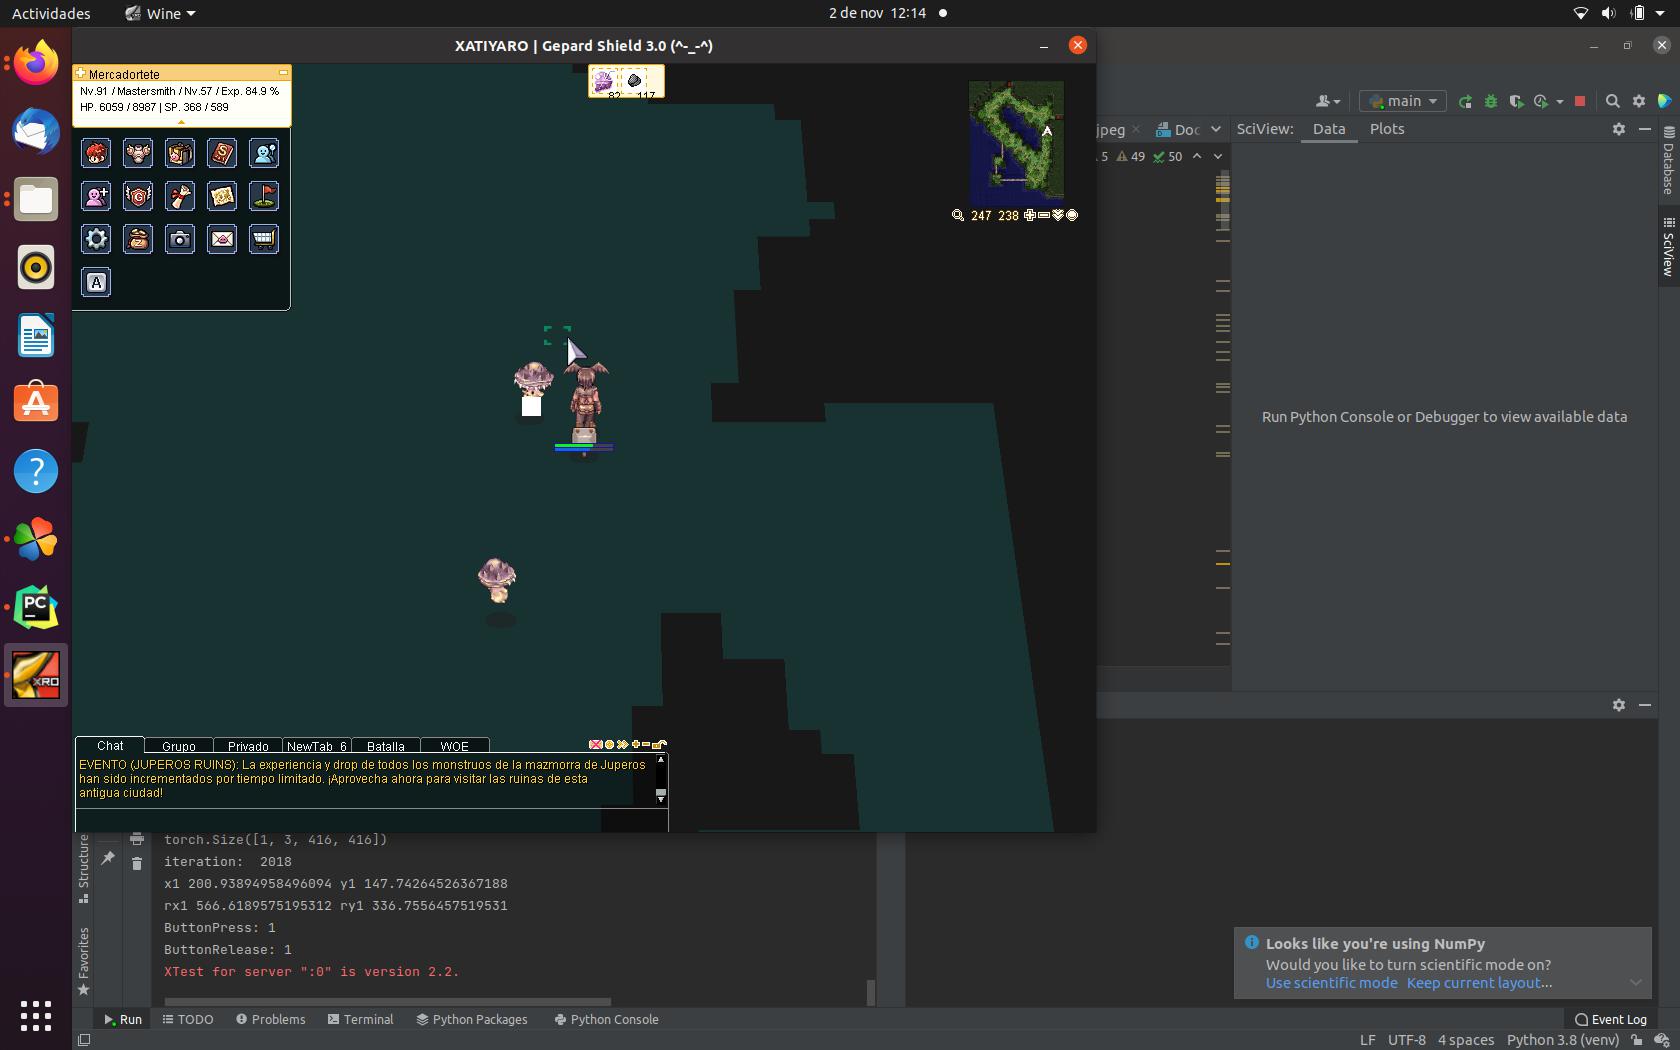 Actividades
Wine
2 de nov 12:14
XATIYARO | Gepard Shield 3.0 (^-_-^)
Mercadortete
Nv.91 / Mastersmith / Nv.57 / Exp. 84.9 %
HP. 6059 / 8987 | SP. 368 / 589
82 117
A
247 238
main
jpeg
Doc
SciView:
Data
Plots
5 49 50
Database
SciView
Run Python Console or Debugger to view available data
PC
XRO
Chat
Grupo
Privado
NewTab 6
Batalla
WOE
EVENTO (JUPEROS RUINS): La experiencia y drop de todos los monstruos de la mazmorra de Juperos
han sido incrementados por tiempo limitado. ¡Aprovecha ahora para visitar las ruinas de esta
antigua ciudad!
Structure
Favorites
torch.Size([1, 3, 416, 416])
iteration:  2018
x1 200.93894958496094 y1 147.74264526367188
rx1 566.6189575195312 ry1 336.7556457519531
ButtonPress: 1
ButtonRelease: 1
XTest for server ":0" is version 2.2.
Looks like you're using NumPy
Would you like to turn scientific mode on?
Use scientific mode Keep current layout...
Run
TODO
Problems
Terminal
Python Packages
Python Console
Event Log
LF UTF-8 4 spaces Python 3.8 (venv)